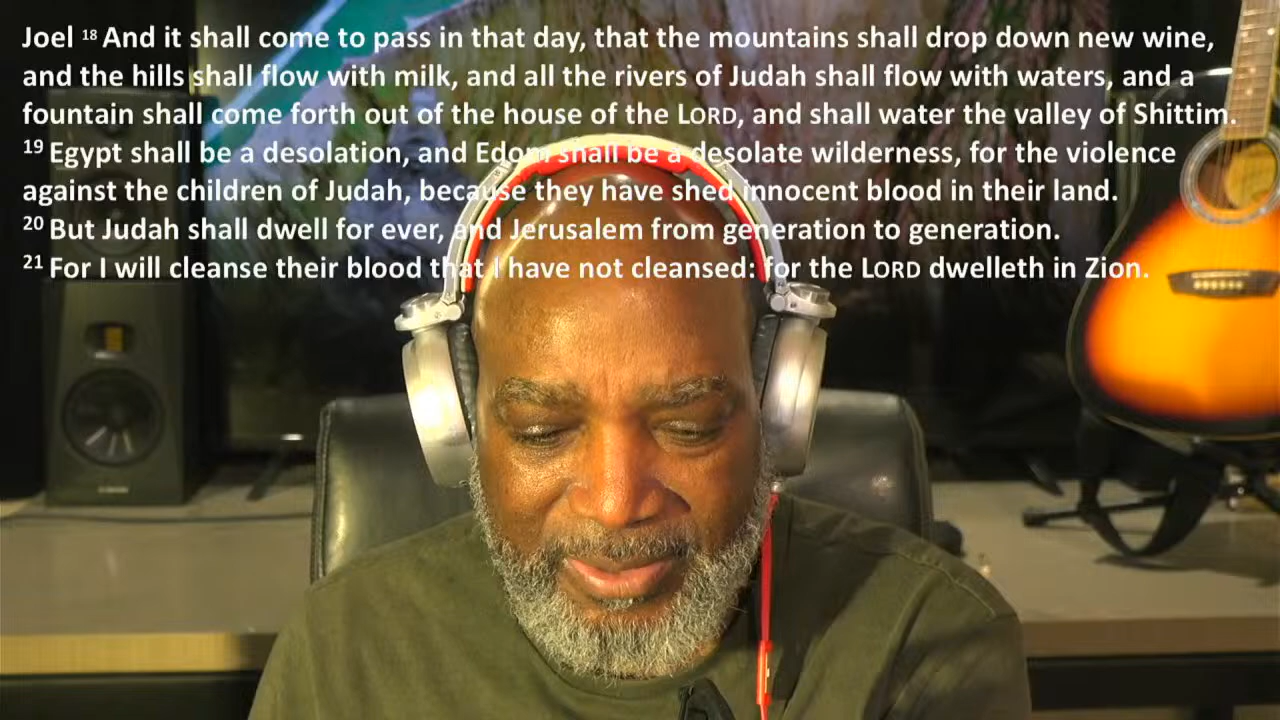 Joel 18 And it shall come to pass in that day, that the mountains shall drop down new wine,
and the hills shall flow with milk, and all the rivers of Judah shall flow with waters, and a
fountain shall come forth out of the house of the LORD, and shall water the valley of Shittim.
19 Egypt shall be a desolation, and Edom shall be a desolate wilderness, for the violence
against the children of Judah, because they have shed innocent blood in their land.
20 But Judah shall dwell for ever, and Jerusalem from generation to generation.
21 For I will cleanse their blood that I have not cleansed: for the LORD dwelleth in Zion.